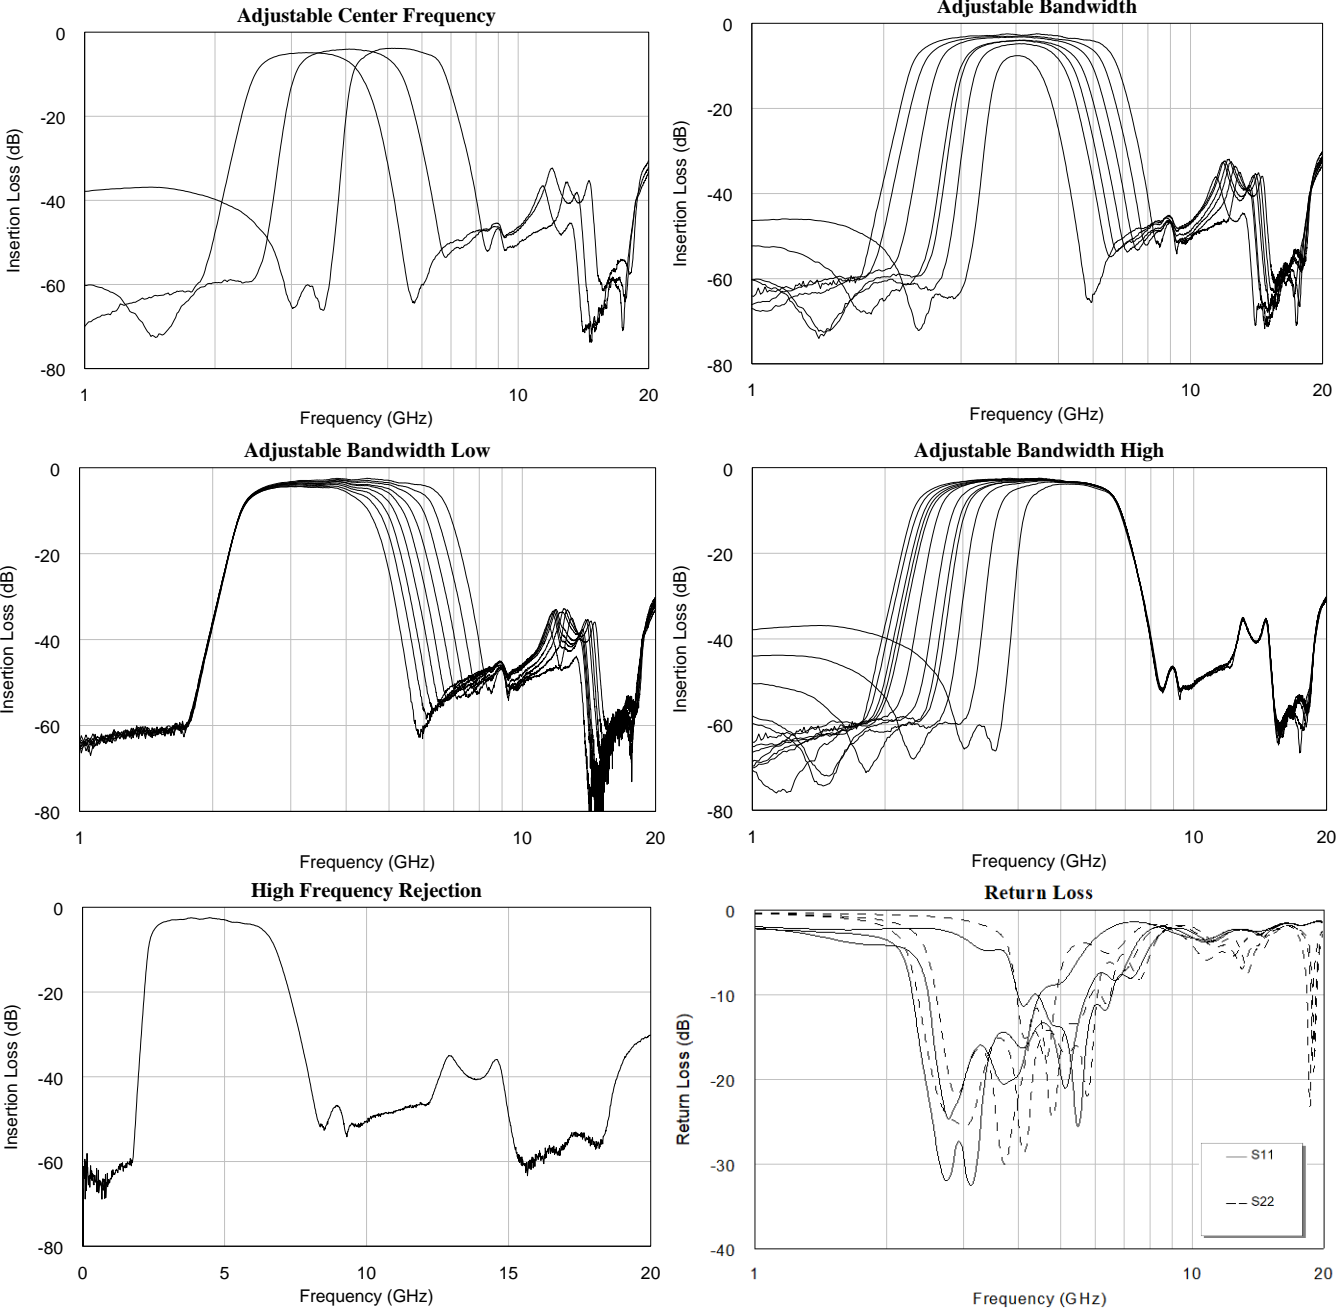 Adjustable Center Frequency
0
-20
-40
-60
-80
1
10
20
Insertion Loss (dB)
Frequency (GHz)
Adjustable Bandwidth
0
-20
-40
-60
-80
1
10
20
Insertion Loss (dB)
Frequency (GHz)
Adjustable Bandwidth Low
0
-20
-40
-60
-80
1
10
20
Insertion Loss (dB)
Frequency (GHz)
Adjustable Bandwidth High
0
-20
-40
-60
-80
1
10
20
Insertion Loss (dB)
Frequency (GHz)
High Frequency Rejection
0
-20
-40
-60
-80
0
5
10
15
20
Insertion Loss (dB)
Frequency (GHz)
Return Loss
0
-10
-20
-30
-40
1
10
20
Return Loss (dB)
Frequency (GHz)
S11
S22